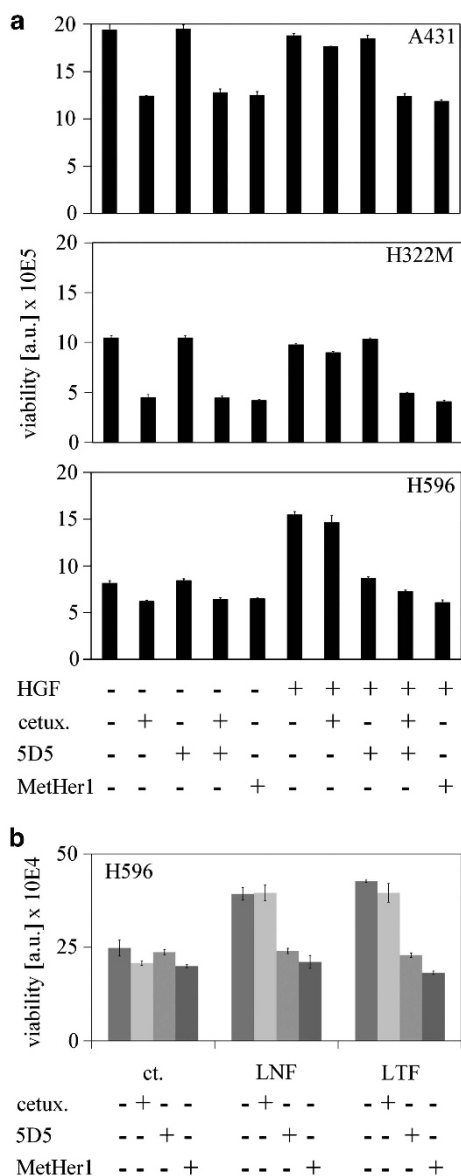 a
A431
20
15
10
5
0
H322M
20
15
10
5
0
viability [a.u.] x 10E5
H596
20
15
10
5
0
HGF - - - - - + + + + +
cetux. - + - + - - + - + -
5D5 - - + + - - - + + -
MetHer1 - - - - + - - - - +
b
H596
50
25
0
viability [a.u.] x 10E4
ct. LNF LTF
cetux. - + - - - + - - - + - -
5D5 - - + - - - + - - - + -
MetHer1 - - - + - - - + - - - +